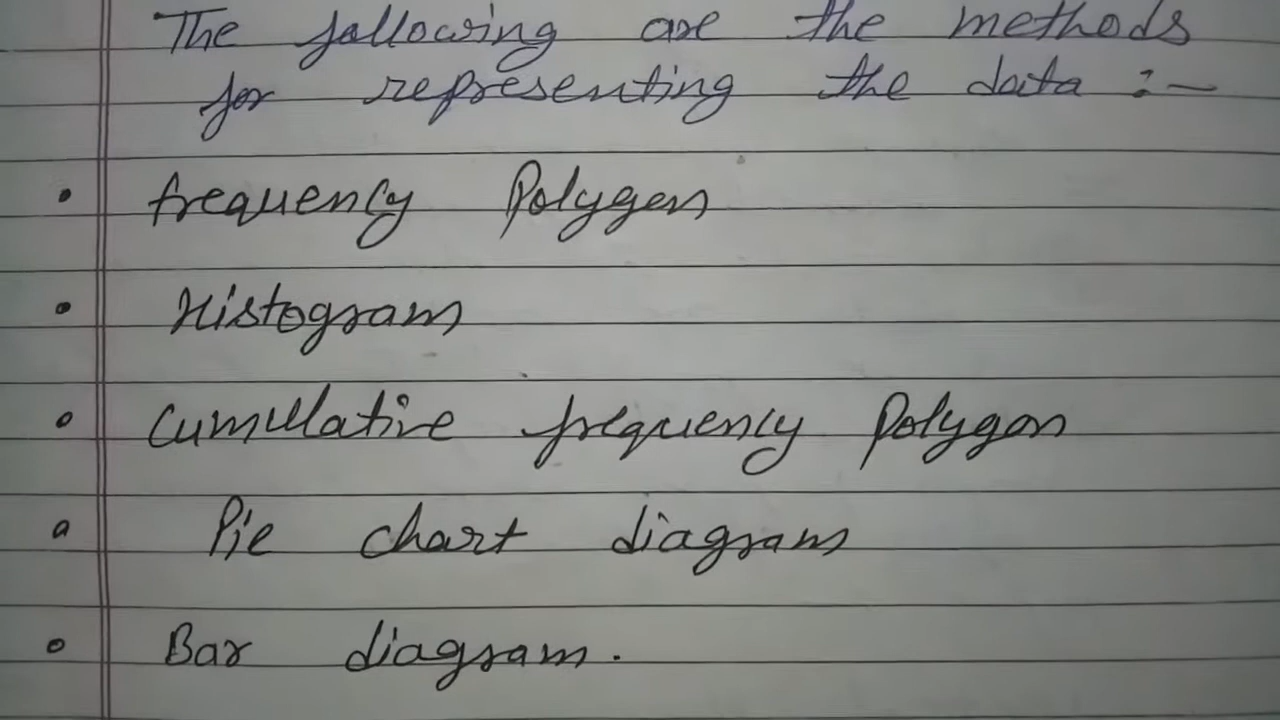 The following are the methods
for representing the data :-
• frequency Polygon
• Histogram
• Cumullative frequency Polygon
• Pie chart diagram
• Bar diagram.